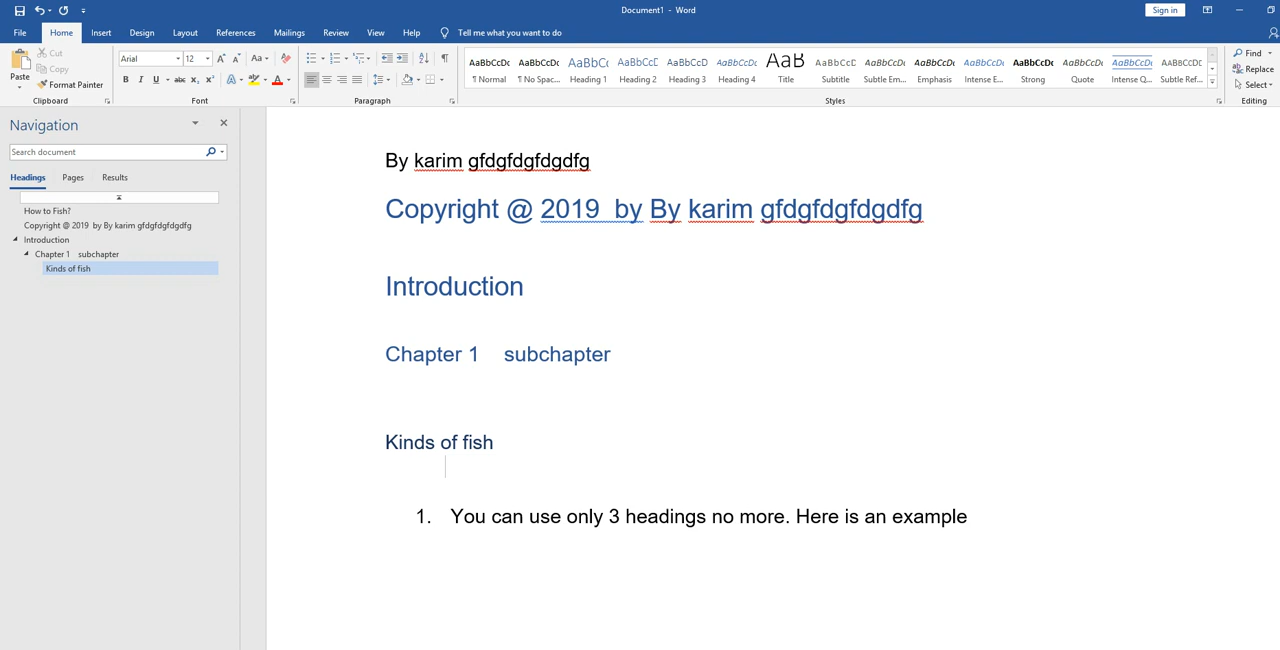 Document1 - Word
Sign in
File Home Insert Design Layout References Mailings Review View Help Tell me what you want to do
Paste
Cut
Copy
Format Painter
Clipboard
Arial 12
Font
Paragraph
AaBbCcDc AaBbCcDc AaBbC( AaBbCcE AaBbCcD AaBbCcDc AaB AaBbCcD AaBbCcDc AaBbCcDc AaBbCcDc AaBbCcDc AaBbCcDc AaBbCcDc AABBCCDD
¶ Normal ¶ No Spac... Heading 1 Heading 2 Heading 3 Heading 4 Title Subtitle Subtle Em... Emphasis Intense E... Strong Quote Intense Q... Subtle Ref...
Styles
Find
Replace
Select
Editing
Navigation
Search document
Headings Pages Results
How to Fish?
Copyright @ 2019 by By karim gfdgfdgfdgdfg
Introduction
Chapter 1 subchapter
Kinds of fish
By karim gfdgfdgfdgdfg
Copyright @ 2019 by By karim gfdgfdgfdgdfg
Introduction
Chapter 1 subchapter
Kinds of fish
1. You can use only 3 headings no more. Here is an example